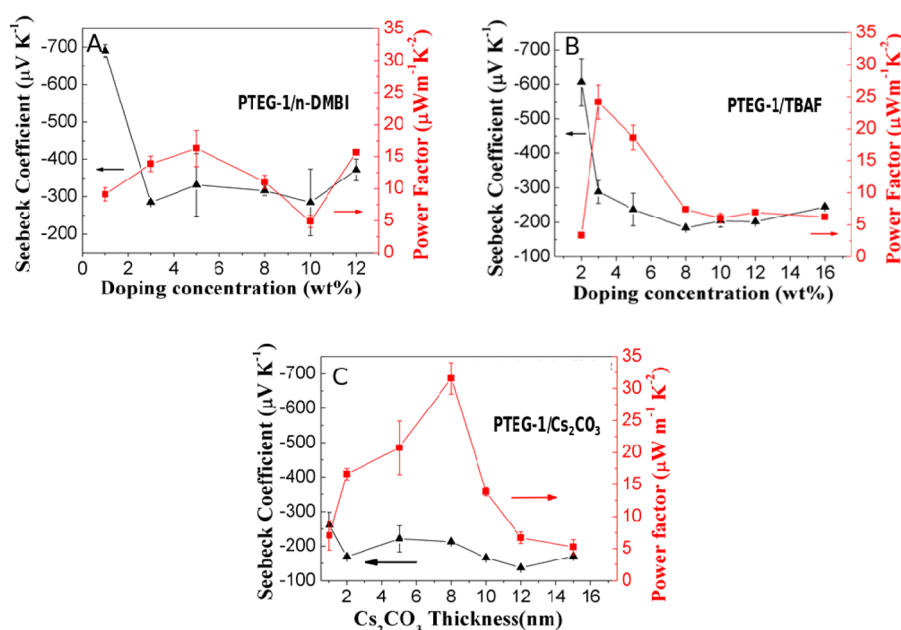 A
PTEG-1/n-DMBI
Seebeck Coefficient (μV K⁻¹)
-700
-600
-500
-400
-300
-200
Power Factor (μWm⁻¹K⁻²)
35
30
25
20
15
10
5
0
0 2 4 6 8 10 12
Doping concentration (wt%)
B
PTEG-1/TBAF
Seebeck Coefficient (μV K⁻¹)
-700
-600
-500
-400
-300
-200
-100
Power Factor (μWm⁻¹K⁻²)
35
30
25
20
15
10
5
0
2 4 6 8 10 12 14 16
Doping concentration (wt%)
C
PTEG-1/Cs₂CO₃
Seebeck Coefficient (μV K⁻¹)
-700
-600
-500
-400
-300
-200
-100
Power factor (μW m⁻¹ K⁻²)
35
30
25
20
15
10
5
0
2 4 6 8 10 12 14 16
Cs₂CO₃ Thickness(nm)